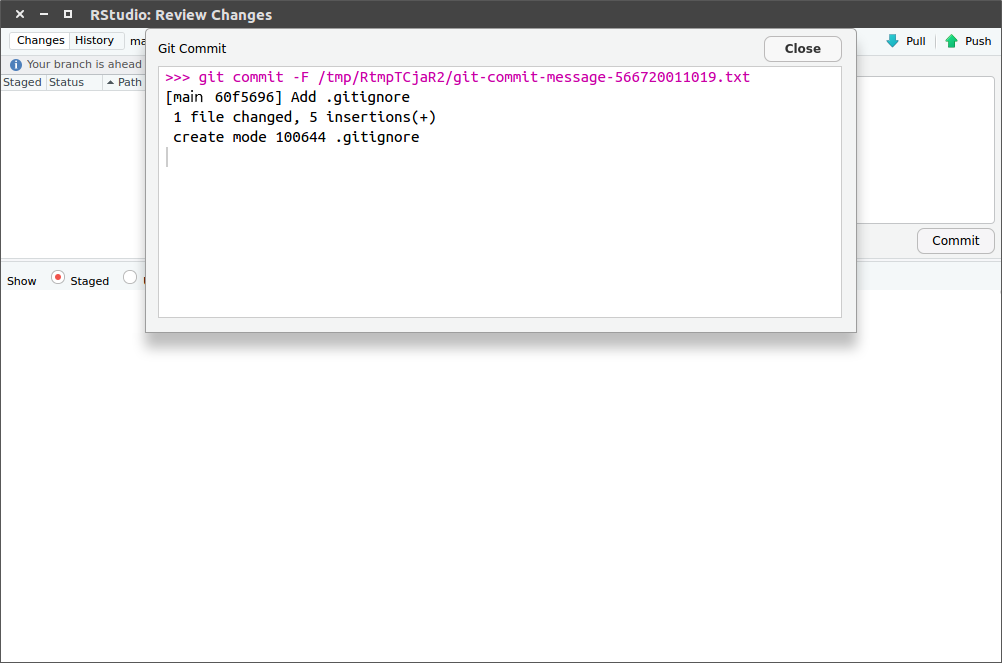 RStudio: Review Changes
Changes History ma
Pull Push
Your branch is ahead
Staged Status Path
Git Commit
Close
>>> git commit -F /tmp/RtmpTCjaR2/git-commit-message-566720011019.txt
[main 60f5696] Add .gitignore
1 file changed, 5 insertions(+)
create mode 100644 .gitignore
Commit
Show Staged